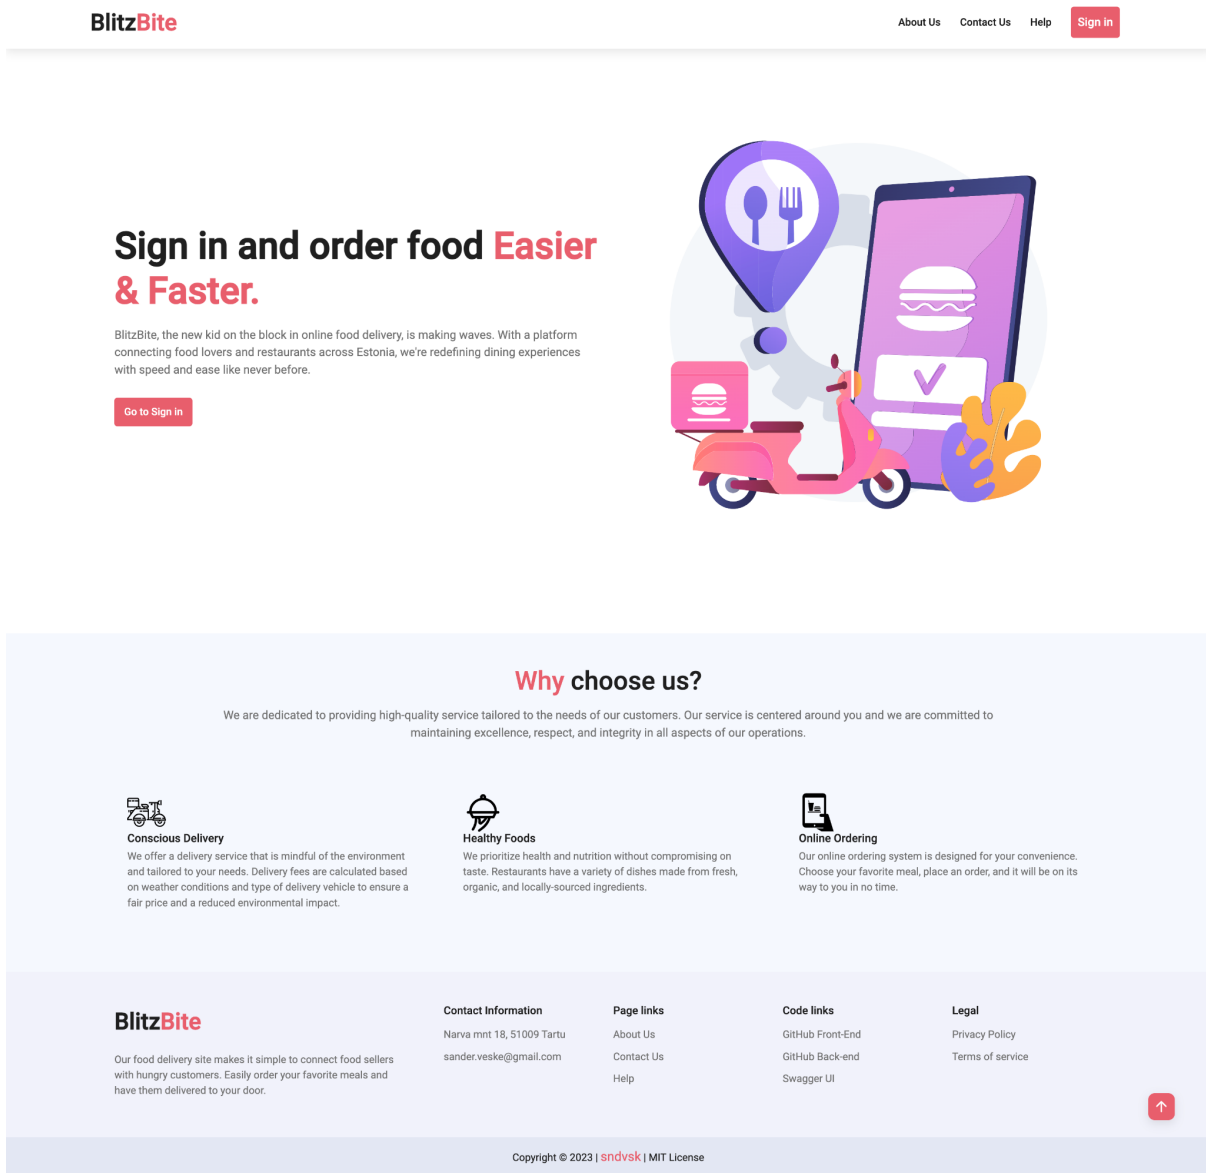 BlitzBite
About Us Contact Us Help Sign in
Sign in and order food Easier
& Faster.
BlitzBite, the new kid on the block in online food delivery, is making waves. With a platform
connecting food lovers and restaurants across Estonia, we're redefining dining experiences
with speed and ease like never before.
Go to Sign in
Why choose us?
We are dedicated to providing high-quality service tailored to the needs of our customers. Our service is centered around you and we are committed to
maintaining excellence, respect, and integrity in all aspects of our operations.
Conscious Delivery
We offer a delivery service that is mindful of the environment
and tailored to your needs. Delivery fees are calculated based
on weather conditions and type of delivery vehicle to ensure a
fair price and a reduced environmental impact.
Healthy Foods
We prioritize health and nutrition without compromising on
taste. Restaurants have a variety of dishes made from fresh,
organic, and locally-sourced ingredients.
Online Ordering
Our online ordering system is designed for your convenience.
Choose your favorite meal, place an order, and it will be on its
way to you in no time.
BlitzBite
Our food delivery site makes it simple to connect food sellers
with hungry customers. Easily order your favorite meals and
have them delivered to your door.
Contact Information
Narva mnt 18, 51009 Tartu
sander.veske@gmail.com
Page links
About Us
Contact Us
Help
Code links
GitHub Front-End
GitHub Back-end
Swagger UI
Legal
Privacy Policy
Terms of service
Copyright © 2023 | sndvsk | MIT License